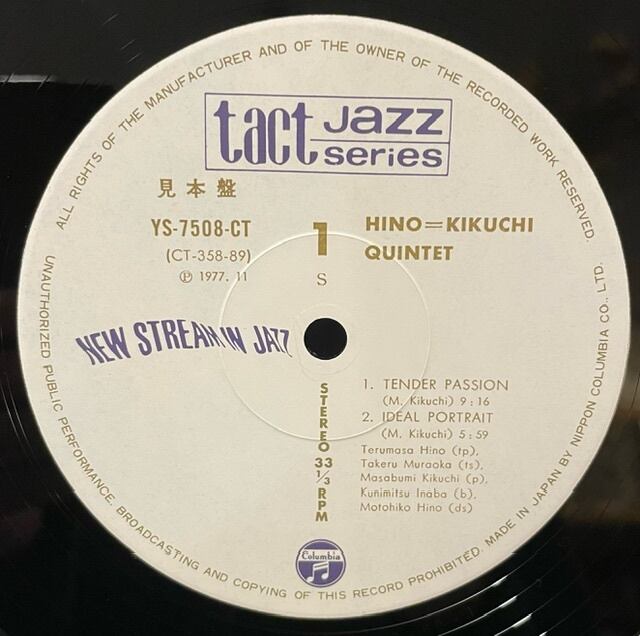 ALL RIGHTS OF THE MANUFACTURER AND OF THE OWNER OF THE RECORDED WORK RESERVED.
UNAUTHORIZED PUBLIC PERFORMANCE, BROADCASTING AND COPYING OF THIS RECORD PROHIBITED. MADE IN JAPAN BY NIPPON COLUMBIA CO., LTD.
tact Jazz
series
見本盤
YS-7508-CT
(CT-358-89)
Ⓟ 1977. 11
1
S
HINO=KIKUCHI
QUINTET
NEW STREAM IN JAZZ
STEREO 33 1/3 RPM
1. TENDER PASSION
(M. Kikuchi) 9:16
2. IDEAL PORTRAIT
(M. Kikuchi) 5:59
Terumasa Hino (tp),
Takeru Muraoka (ts),
Masabumi Kikuchi (p),
Kunimitsu Inaba (b),
Motohiko Hino (ds)
Columbia